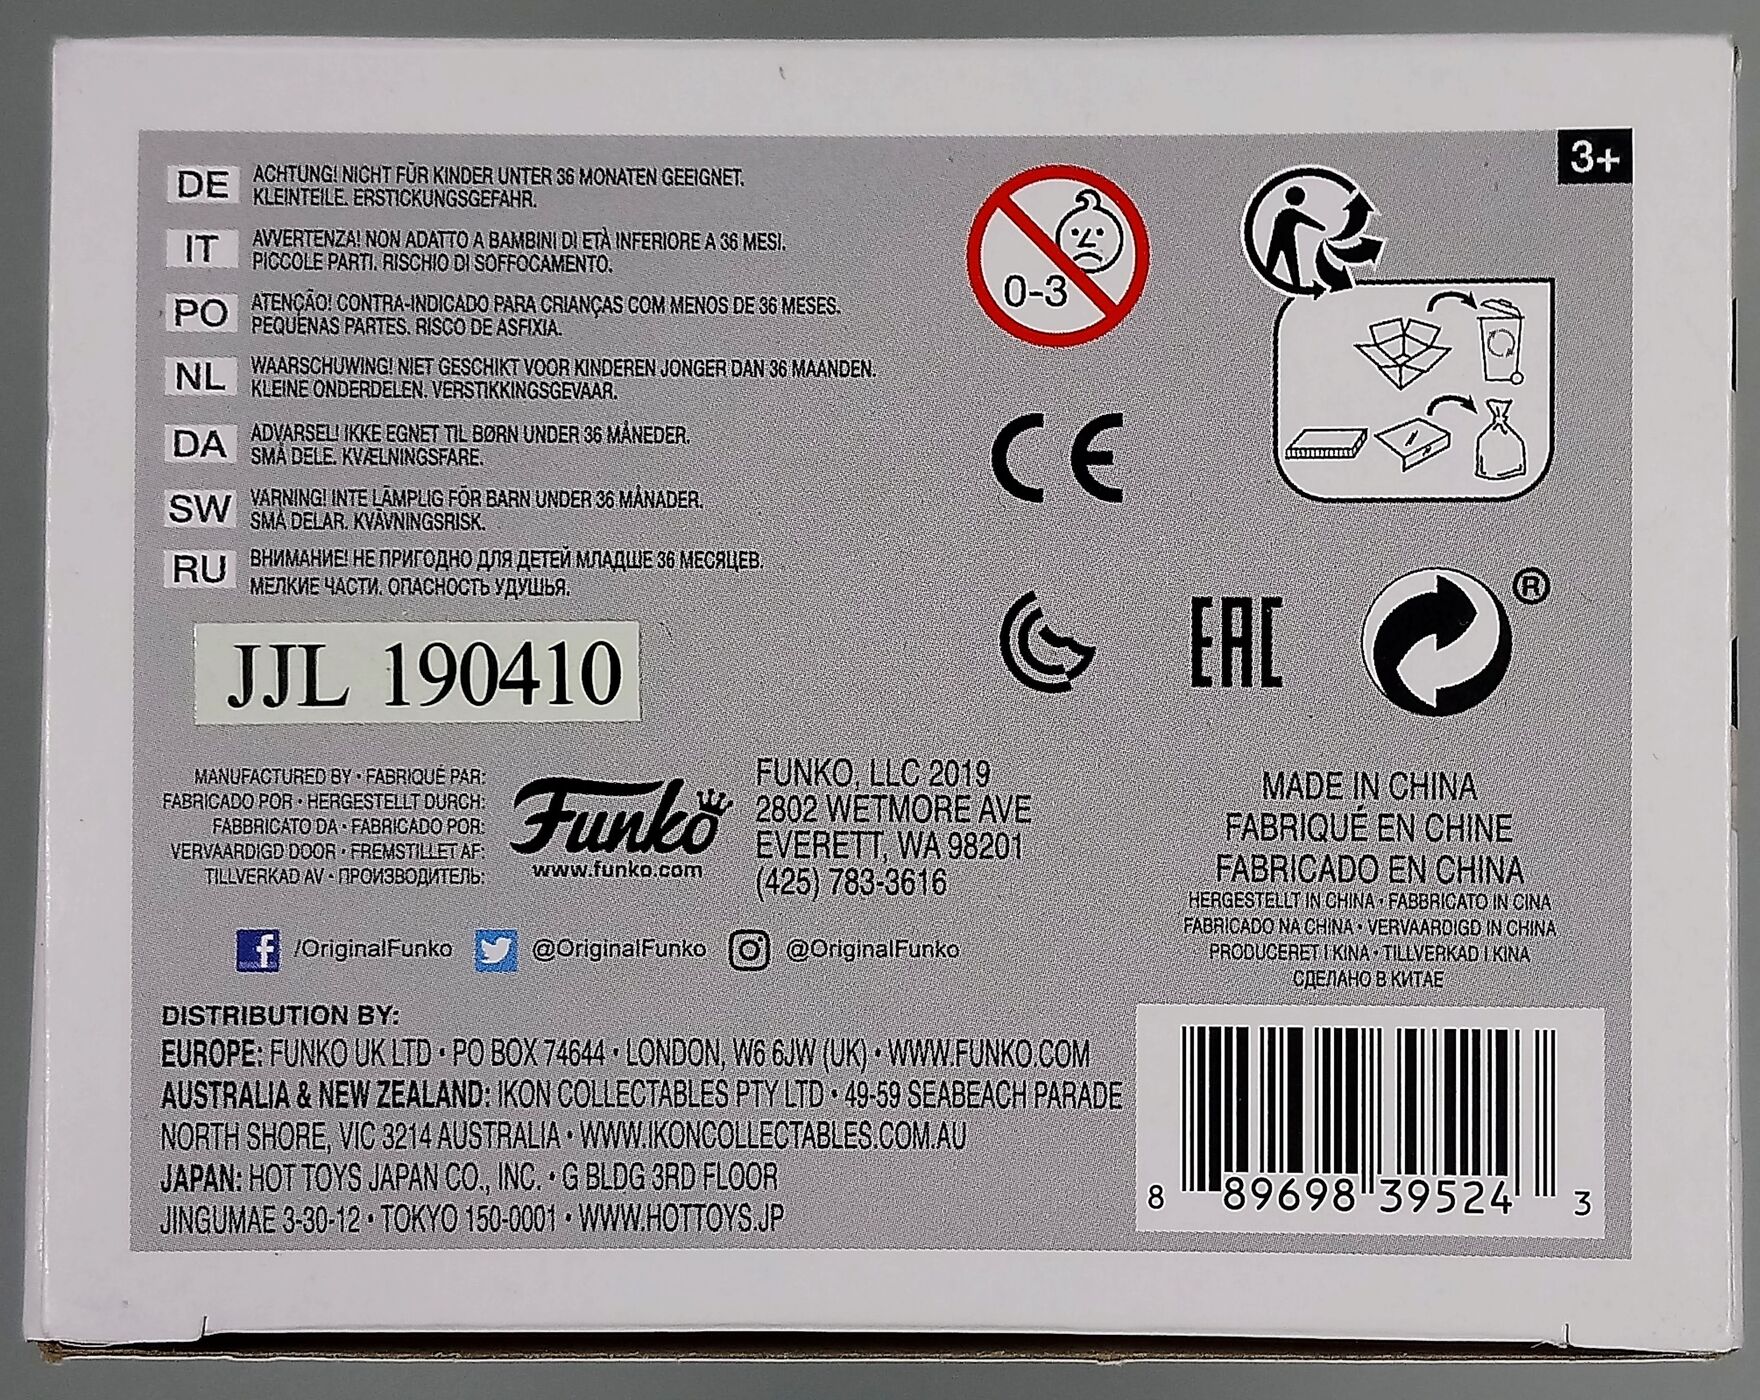 3+
DE ACHTUNG! NICHT FÜR KINDER UNTER 36 MONATEN GEEIGNET.
KLEINTEILE. ERSTICKUNGSGEFAHR.
IT AVVERTENZA! NON ADATTO A BAMBINI DI ETÀ INFERIORE A 36 MESI.
PICCOLE PARTI. RISCHIO DI SOFFOCAMENTO.
PO ATENÇÃO! CONTRA-INDICADO PARA CRIANÇAS COM MENOS DE 36 MESES.
PEQUENAS PARTES. RISCO DE ASFIXIA.
NL WAARSCHUWING! NIET GESCHIKT VOOR KINDEREN JONGER DAN 36 MAANDEN.
KLEINE ONDERDELEN. VERSTIKKINGSGEVAAR.
DA ADVARSEL! IKKE EGNET TIL BØRN UNDER 36 MÅNEDER.
SMÅ DELE. KVÆLNINGSFARE.
SW VARNING! INTE LÄMPLIG FÖR BARN UNDER 36 MÅNADER.
SMÅ DELAR. KVÄVNINGSRISK.
RU ВНИМАНИЕ! НЕ ПРИГОДНО ДЛЯ ДЕТЕЙ МЛАДШЕ 36 МЕСЯЦЕВ.
МЕЛКИЕ ЧАСТИ. ОПАСНОСТЬ УДУШЬЯ.
0-3
CE
EAC
®
JJL 190410
MANUFACTURED BY • FABRIQUÉ PAR:
FABRICADO POR • HERGESTELLT DURCH:
FABBRICATO DA • FABRICADO POR:
VERVAARDIGD DOOR • FREMSTILLET AF:
TILLVERKAD AV • ПРОИЗВОДИТЕЛЬ:
Funko
www.funko.com
FUNKO, LLC 2019
2802 WETMORE AVE
EVERETT, WA 98201
(425) 783-3616
MADE IN CHINA
FABRIQUÉ EN CHINE
FABRICADO EN CHINA
HERGESTELLT IN CHINA • FABBRICATO IN CINA
FABRICADO NA CHINA • VERVAARDIGD IN CHINA
PRODUCERET I KINA • TILLVERKAD I KINA
СДЕЛАНО В КИТАЕ
/OriginalFunko @OriginalFunko @OriginalFunko
DISTRIBUTION BY:
EUROPE: FUNKO UK LTD • PO BOX 74644 • LONDON, W6 6JW (UK) • WWW.FUNKO.COM
AUSTRALIA & NEW ZEALAND: IKON COLLECTABLES PTY LTD • 49-59 SEABEACH PARADE
NORTH SHORE, VIC 3214 AUSTRALIA • WWW.IKONCOLLECTABLES.COM.AU
JAPAN: HOT TOYS JAPAN CO., INC. • G BLDG 3RD FLOOR
JINGUMAE 3-30-12 • TOKYO 150-0001 • WWW.HOTTOYS.JP
8 89698 39524 3